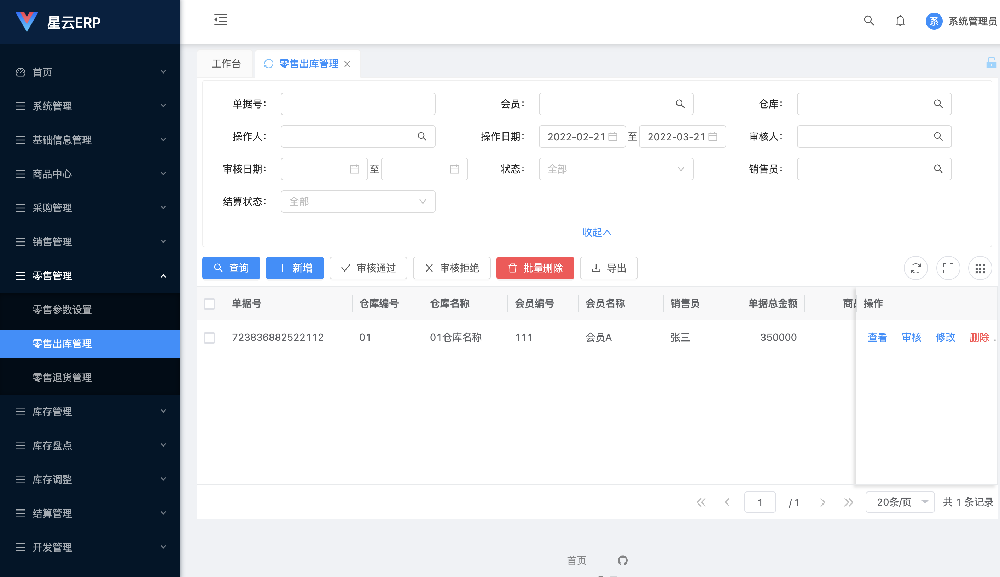 星云ERP
系统管理员
首页
系统管理
基础信息管理
商品中心
采购管理
销售管理
零售管理
零售参数设置
零售出库管理
零售退货管理
库存管理
库存盘点
库存调整
结算管理
开发管理
工作台 零售出库管理
单据号: 会员: 仓库:
操作人: 操作日期: 2022-02-21 至 2022-03-21 审核人:
审核日期: 至 状态: 全部 销售员:
结算状态: 全部
收起
查询 新增 审核通过 审核拒绝 批量删除 导出
单据号 仓库编号 仓库名称 会员编号 会员名称 销售员 单据总金额 商 操作
723836882522112 01 01仓库名称 111 会员A 张三 350000 查看 审核 修改 删除 ..
1 / 1 20条/页 共 1 条记录
首页